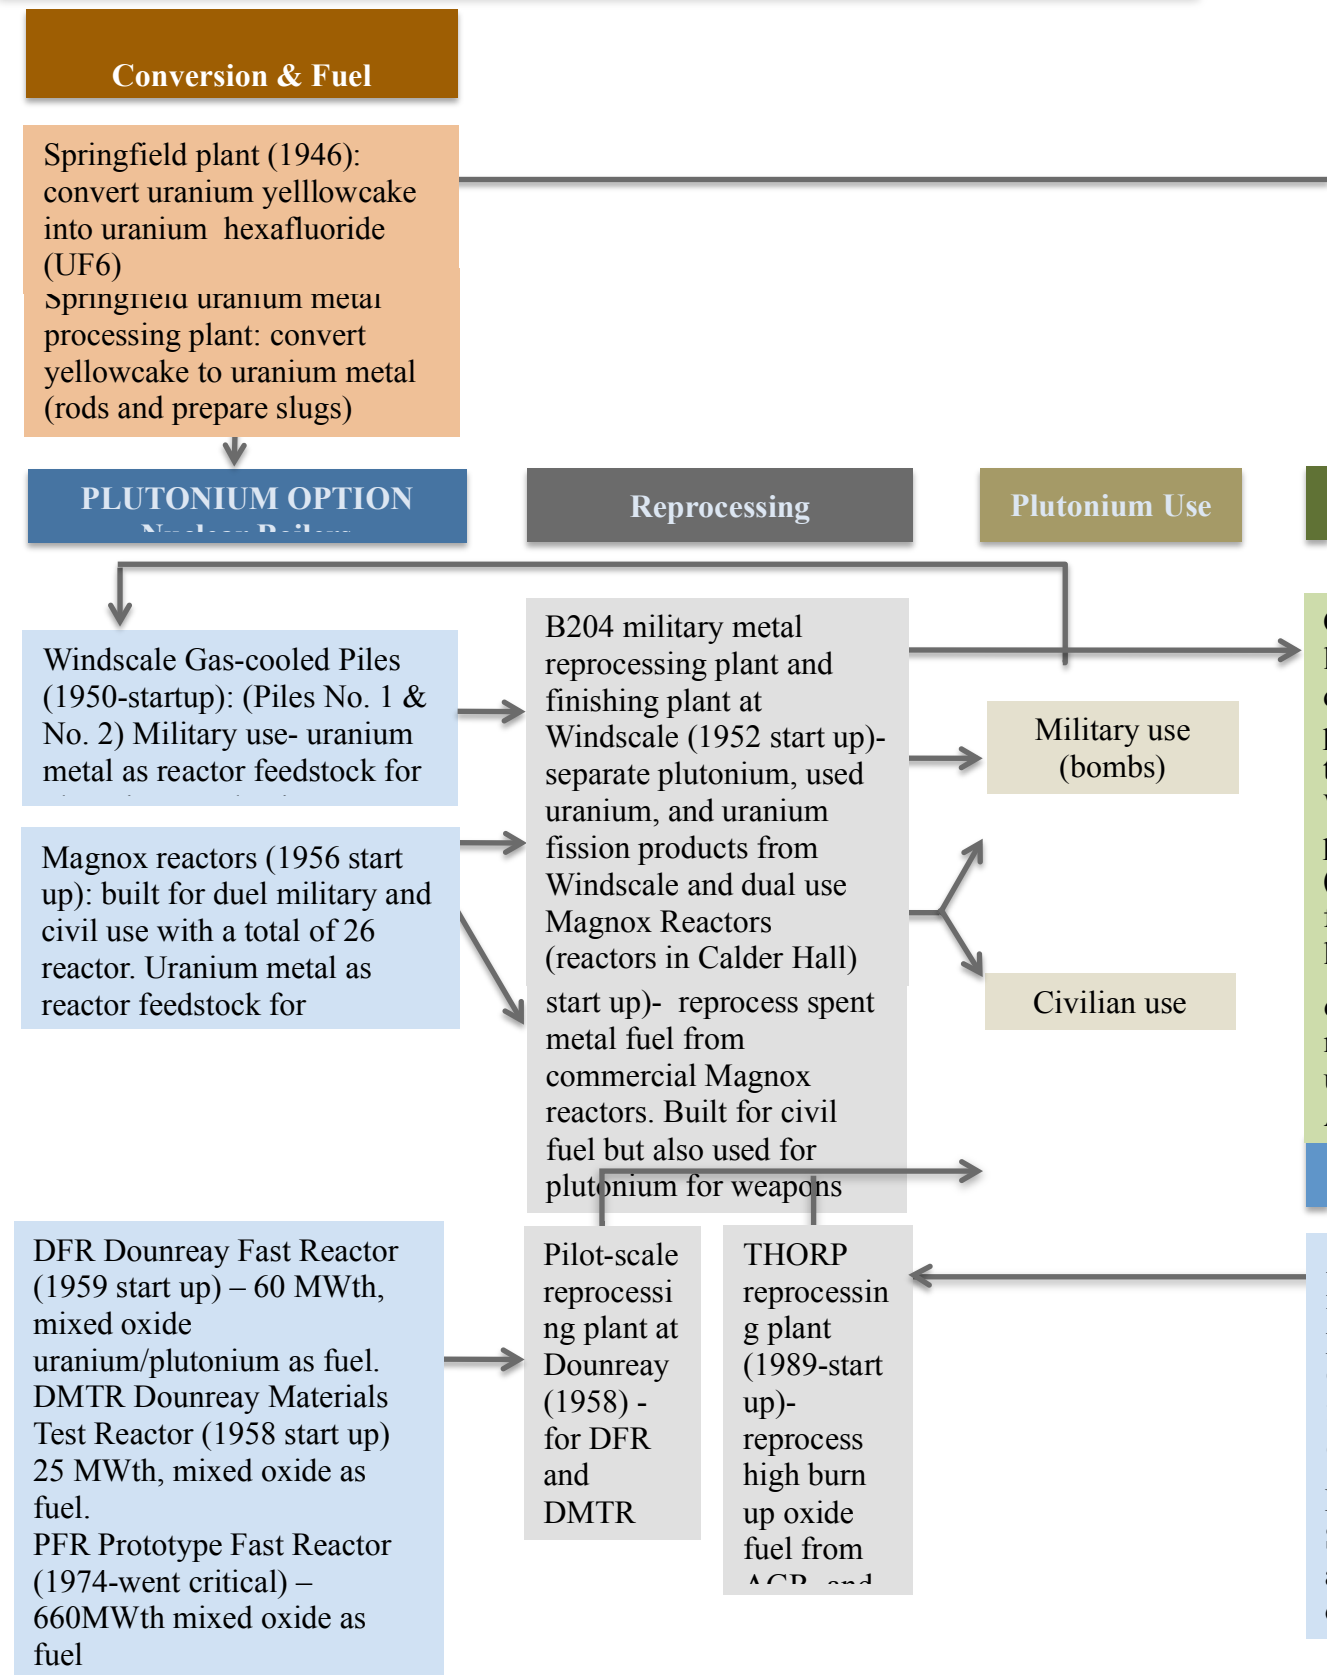 Conversion & Fuel
Springfield plant (1946):
convert uranium yelllowcake
into uranium hexafluoride
(UF6)
Springfield uranium metal
processing plant: convert
yellowcake to uranium metal
(rods and prepare slugs)
PLUTONIUM OPTION
Reprocessing
Plutonium Use
Windscale Gas-cooled Piles
(1950-startup): (Piles No. 1 &
No. 2) Military use- uranium
metal as reactor feedstock for
Magnox reactors (1956 start
up): built for duel military and
civil use with a total of 26
reactor. Uranium metal as
reactor feedstock for
B204 military metal
reprocessing plant and
finishing plant at
Windscale (1952 start up)-
separate plutonium, used
uranium, and uranium
fission products from
Windscale and dual use
Magnox Reactors
(reactors in Calder Hall)
start up)- reprocess spent
metal fuel from
commercial Magnox
reactors. Built for civil
fuel but also used for
plutonium for weapons
Military use
(bombs)
Civilian use
DFR Dounreay Fast Reactor
(1959 start up) – 60 MWth,
mixed oxide
uranium/plutonium as fuel.
DMTR Dounreay Materials
Test Reactor (1958 start up)
25 MWth, mixed oxide as
fuel.
PFR Prototype Fast Reactor
(1974-went critical) –
660MWth mixed oxide as
fuel
Pilot-scale
reprocessi
ng plant at
Dounreay
(1958) -
for DFR
and
DMTR
THORP
reprocessin
g plant
(1989-start
up)-
reprocess
high burn
up oxide
fuel from
AGR and